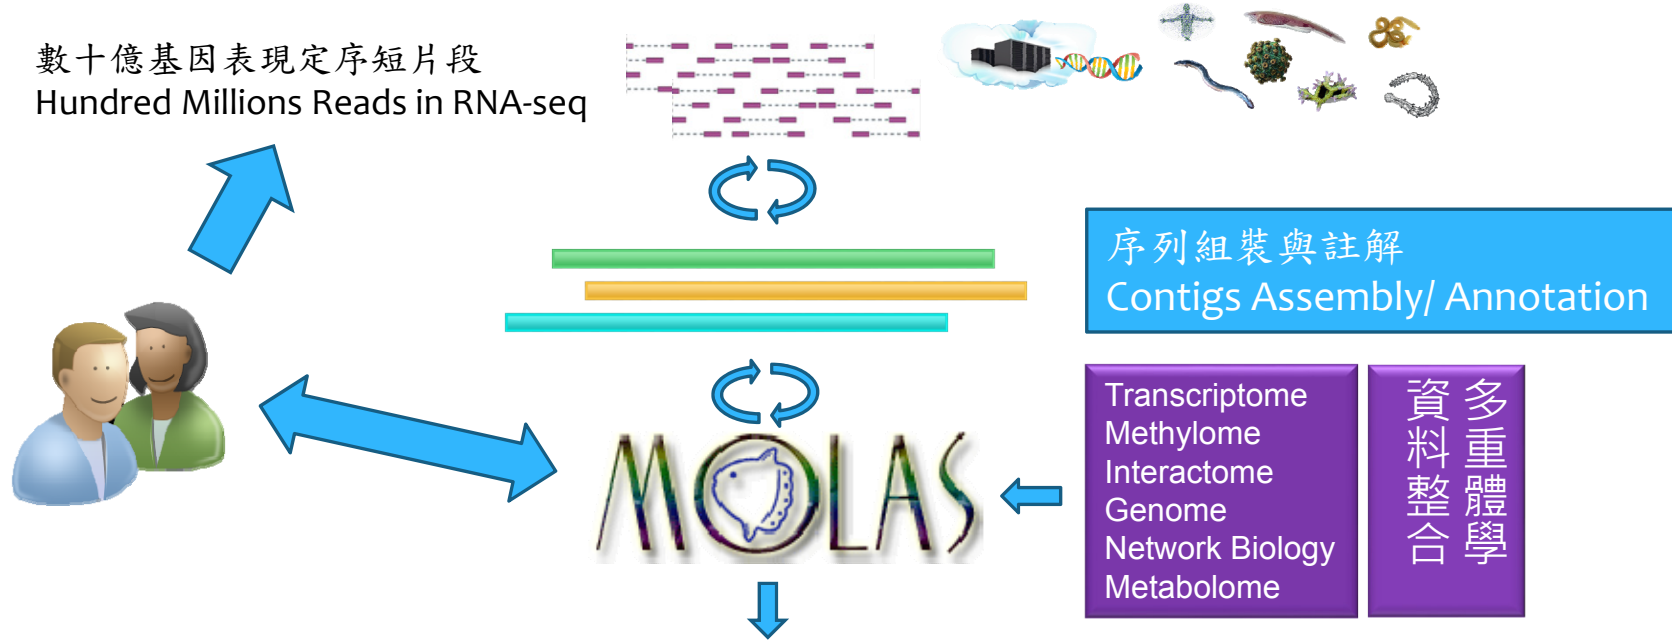 數十億基因表現定序短片段
Hundred Millions Reads in RNA-seq
序列組裝與註解
Contigs Assembly/ Annotation
MOLAS
Transcriptome
Methylome
Interactome
Genome
Network Biology
Metabolome
多重體學
資料整合